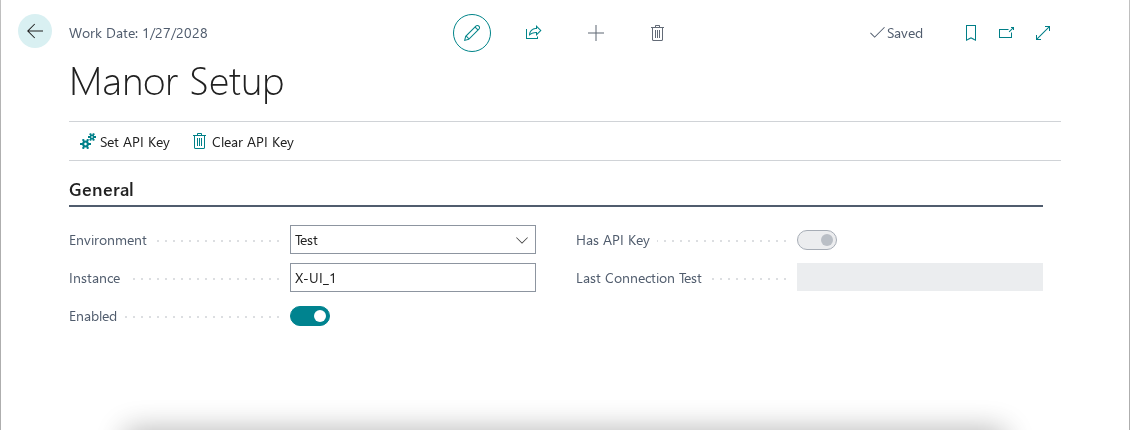 Work Date: 1/27/2028
Saved
Manor Setup
Set API Key
Clear API Key
General
Environment
Test
Has API Key
Instance
X-UI_1
Last Connection Test
Enabled